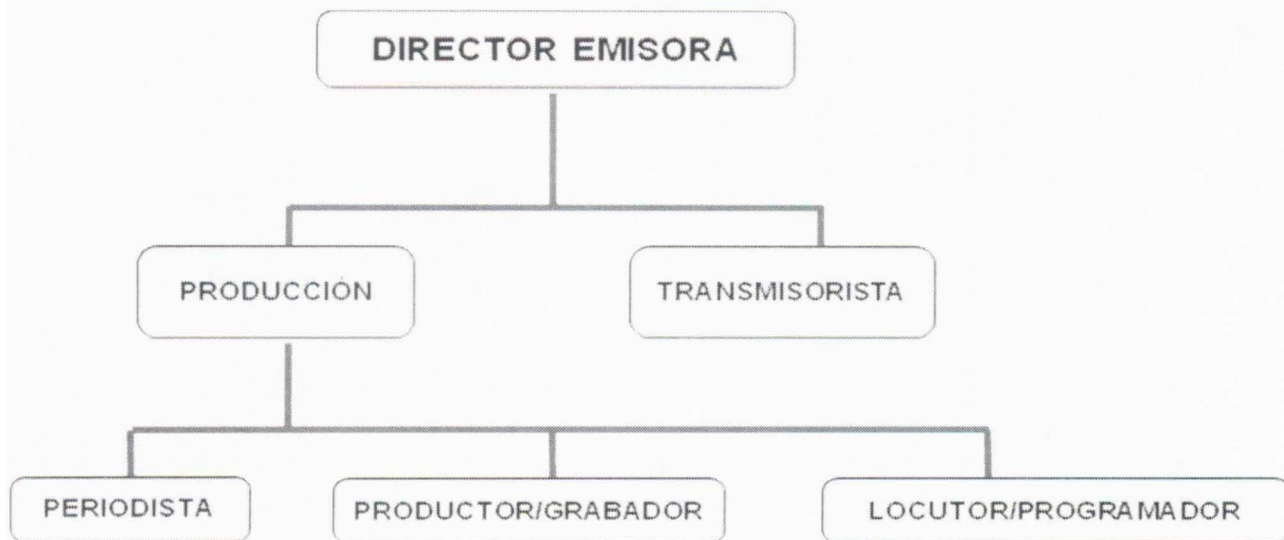 DIRECTOR EMISORA
PRODUCCIÓN
TRANSMISORISTA
PERIODISTA
PRODUCTOR/GRABADOR
LOCUTOR/PROGRAMADOR